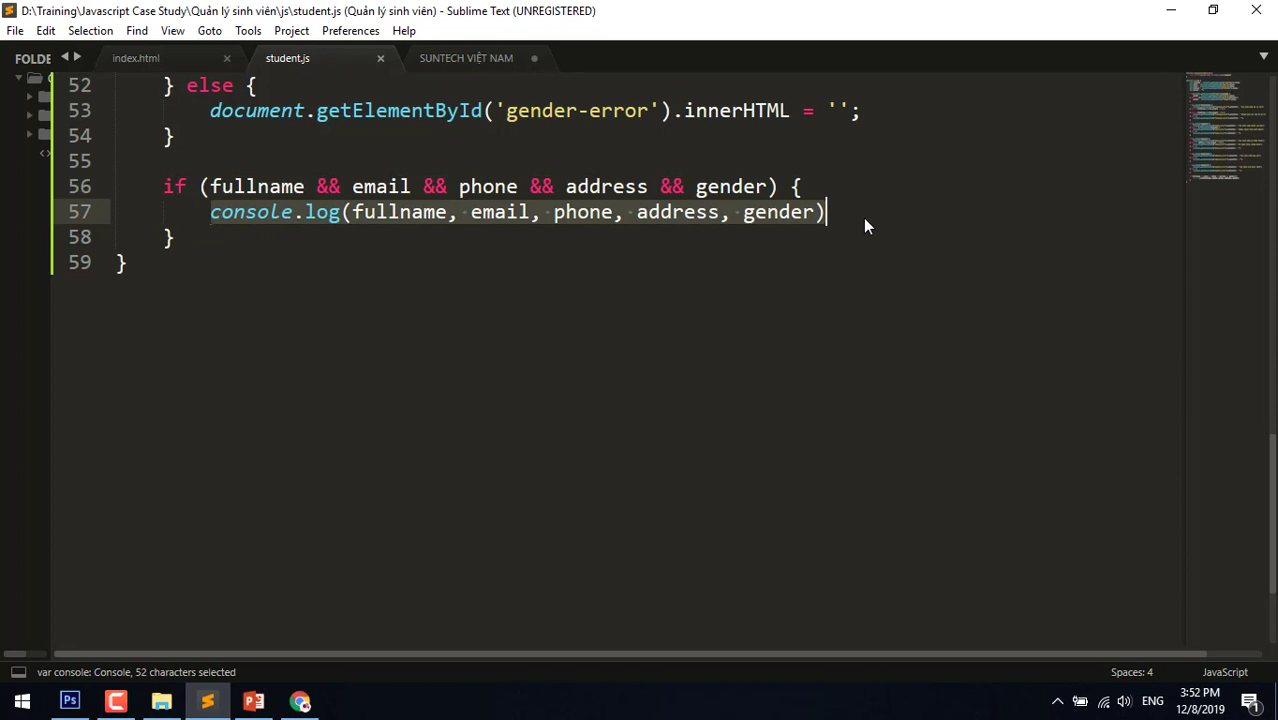 D:\Training\Javascript Case Study\Quản lý sinh viên\js\student.js (Quản lý sinh viên) - Sublime Text (UNREGISTERED)
File Edit Selection Find View Goto Tools Project Preferences Help
FOLDE
index.html
student.js
SUNTECH VIỆT NAM
52 } else {
53 document.getElementById('gender-error').innerHTML = '';
54 }
55
56 if (fullname && email && phone && address && gender) {
57 console.log(fullname, email, phone, address, gender)
58 }
59 }
var console: Console, 52 characters selected
Spaces: 4
JavaScript
Ps
ENG
3:52 PM
12/8/2019
1